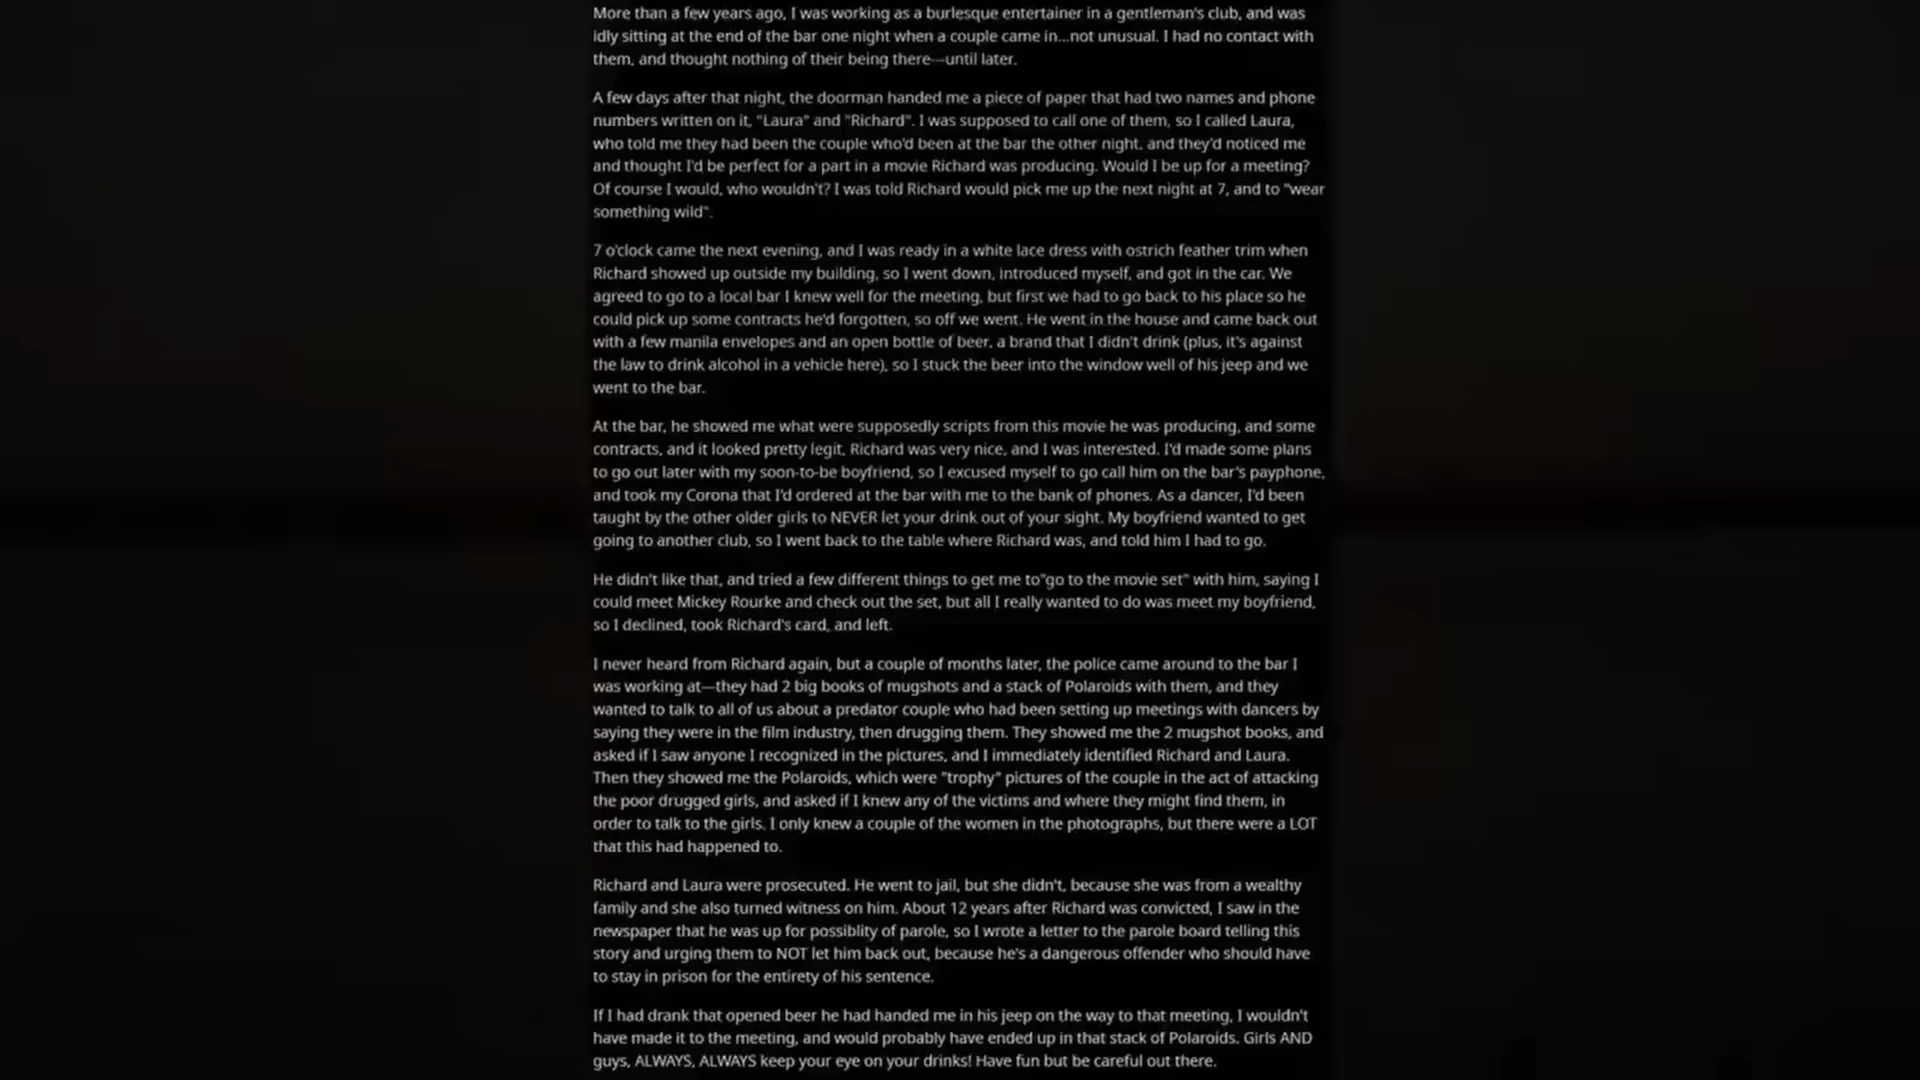 More than a few years ago, I was working as a burlesque entertainer in a gentleman's club, and was
idly sitting at the end of the bar one night when a couple came in...not unusual. I had no contact with
them, and thought nothing of their being there---until later.
A few days after that night, the doorman handed me a piece of paper that had two names and phone
numbers written on it, "Laura" and "Richard". I was supposed to call one of them, so I called Laura,
who told me they had been the couple who'd been at the bar the other night, and they'd noticed me
and thought I'd be perfect for a part in a movie Richard was producing. Would I be up for a meeting?
Of course I would, who wouldn't? I was told Richard would pick me up the next night at 7, and to "wear
something wild".
7 o'clock came the next evening, and I was ready in a white lace dress with ostrich feather trim when
Richard showed up outside my building, so I went down, introduced myself, and got in the car. We
agreed to go to a local bar I knew well for the meeting, but first we had to go back to his place so he
could pick up some contracts he'd forgotten, so off we went. He went in the house and came back out
with a few manila envelopes and an open bottle of beer, a brand that I didn't drink (plus, it's against
the law to drink alcohol in a vehicle here), so I stuck the beer into the window well of his jeep and we
went to the bar.
At the bar, he showed me what were supposedly scripts from this movie he was producing, and some
contracts, and it looked pretty legit, Richard was very nice, and I was interested. I'd made some plans
to go out later with my soon-to-be boyfriend, so I excused myself to go call him on the bar's payphone,
and took my Corona that I'd ordered at the bar with me to the bank of phones. As a dancer, I'd been
taught by the other older girls to NEVER let your drink out of your sight. My boyfriend wanted to get
going to another club, so I went back to the table where Richard was, and told him I had to go.
He didn't like that, and tried a few different things to get me to"go to the movie set" with him, saying I
could meet Mickey Rourke and check out the set, but all I really wanted to do was meet my boyfriend,
so I declined, took Richard's card, and left.
I never heard from Richard again, but a couple of months later, the police came around to the bar I
was working at—they had 2 big books of mugshots and a stack of Polaroids with them, and they
wanted to talk to all of us about a predator couple who had been setting up meetings with dancers by
saying they were in the film industry, then drugging them. They showed me the 2 mugshot books, and
asked if I saw anyone I recognized in the pictures, and I immediately identified Richard and Laura.
Then they showed me the Polaroids, which were "trophy" pictures of the couple in the act of attacking
the poor drugged girls, and asked if I knew any of the victims and where they might find them, in
order to talk to the girls. I only knew a couple of the women in the photographs, but there were a LOT
that this had happened to.
Richard and Laura were prosecuted. He went to jail, but she didn't, because she was from a wealthy
family and she also turned witness on him. About 12 years after Richard was convicted, I saw in the
newspaper that he was up for possiblity of parole, so I wrote a letter to the parole board telling this
story and urging them to NOT let him back out, because he's a dangerous offender who should have
to stay in prison for the entirety of his sentence.
If I had drank that opened beer he had handed me in his jeep on the way to that meeting, I wouldn't
have made it to the meeting, and would probably have ended up in that stack of Polaroids. Girls AND
guys, ALWAYS, ALWAYS keep your eye on your drinks! Have fun but be careful out there.